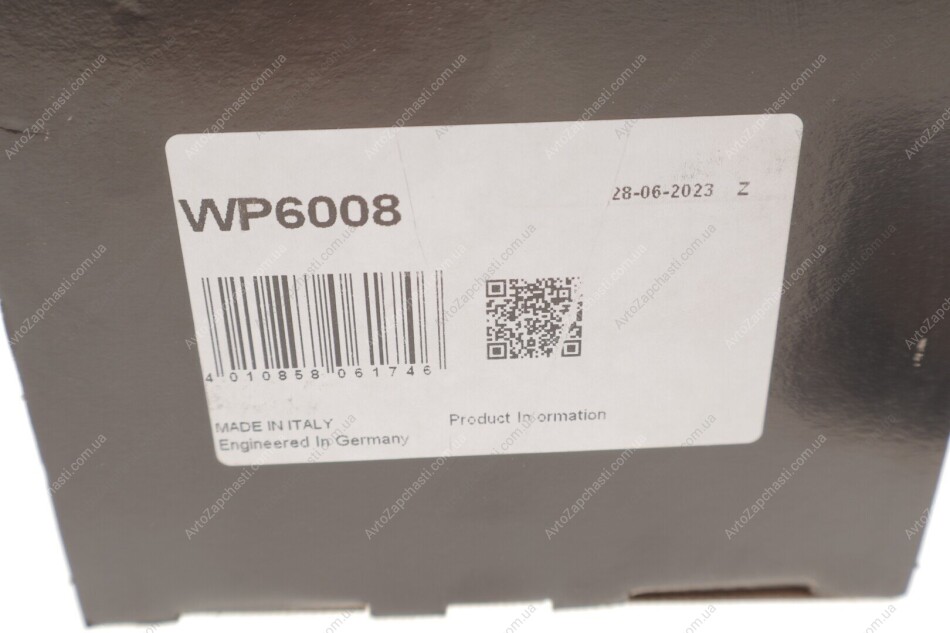 WP6008
28-06-2023 Z
4 010858 061746
MADE IN ITALY
Engineered In Germany
Product Information
AvtoZapchasti.com.ua